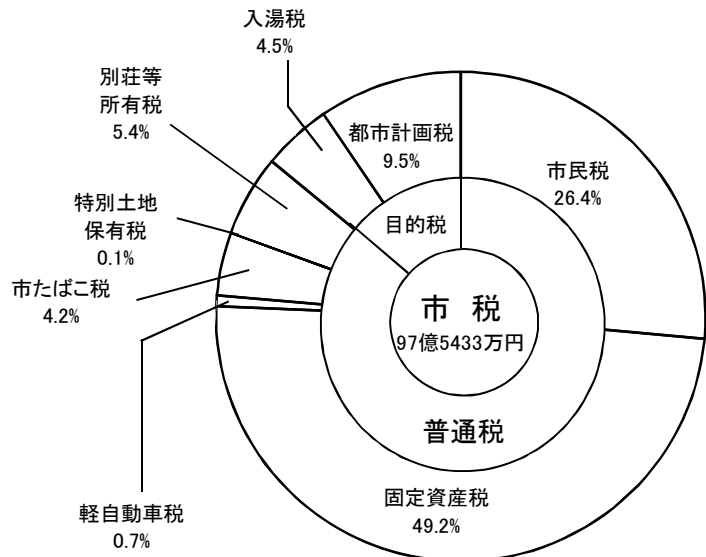 入湯税
4.5%
別荘等
所有税
5.4%
都市計画税
9.5%
市民税
26.4%
特別土地
保有税
0.1%
目的税
市たばこ税
4.2%
市 税
97億5433万円
普通税
固定資産税
49.2%
軽自動車税
0.7%